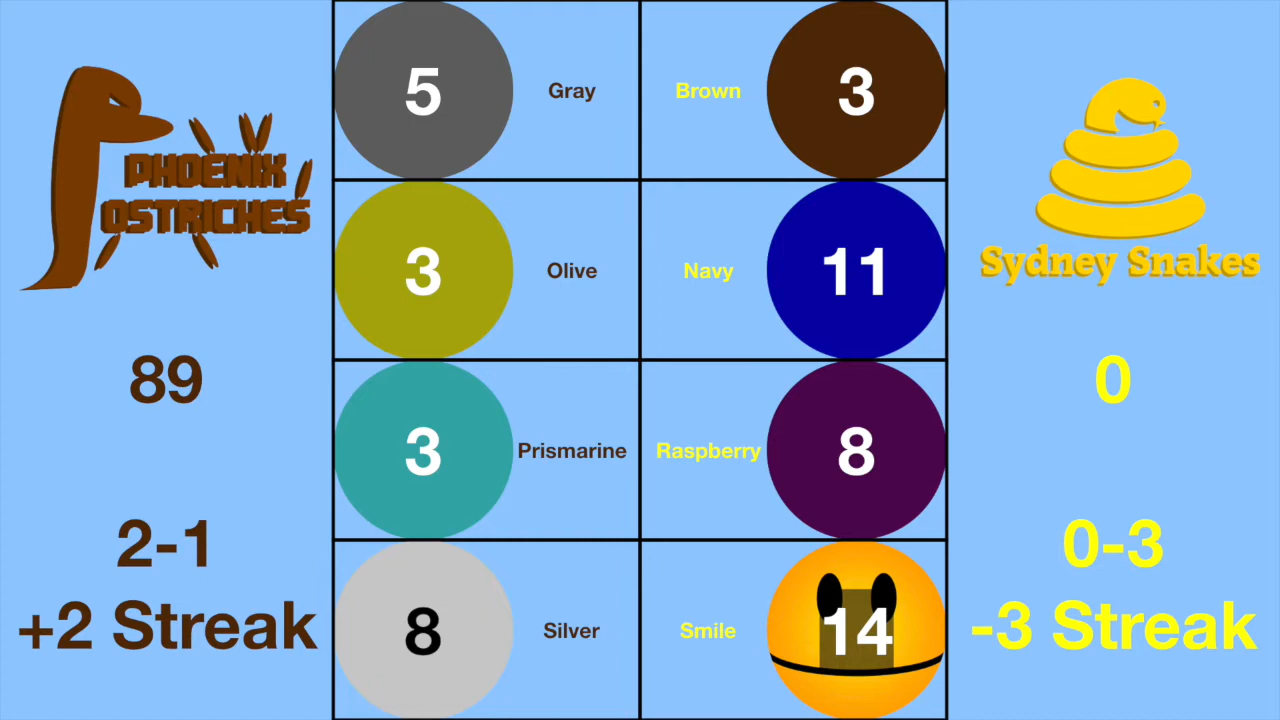 PHOENIX
OSTRICHES
89
2-1
+2 Streak
5 Gray
3 Olive
3 Prismarine
8 Silver
Brown 3
Navy 11
Raspberry 8
Smile 14
Sydney Snakes
0
0-3
-3 Streak